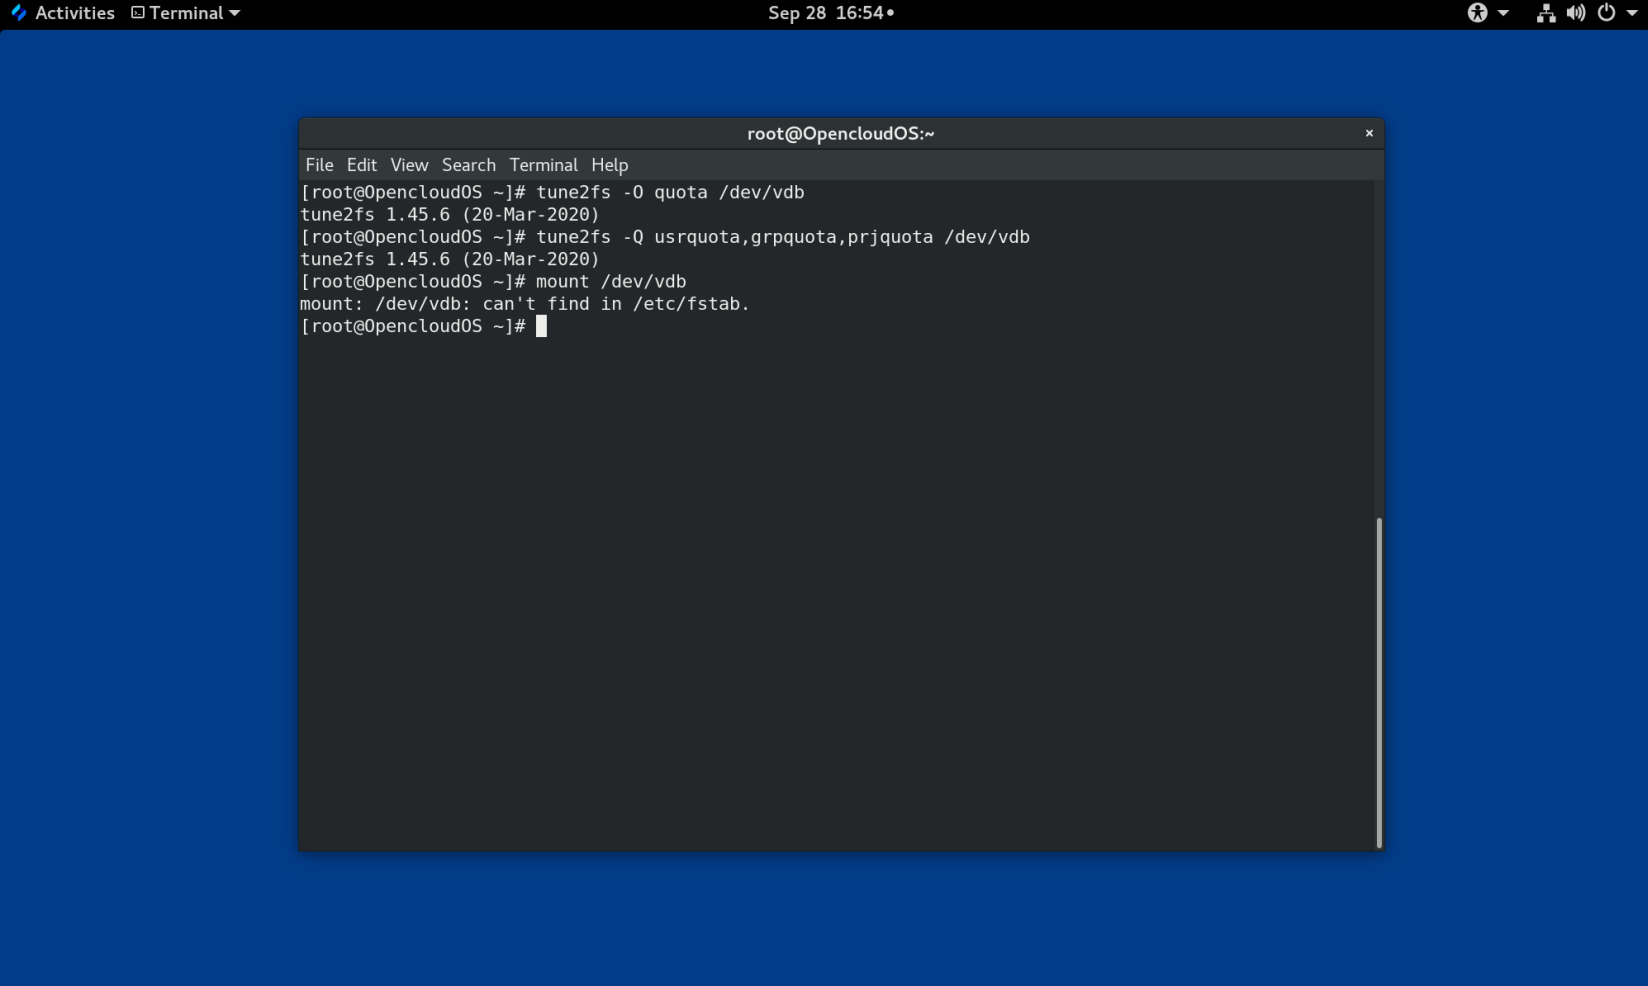 Activities Terminal Sep 28 16:54
root@OpencloudOS:~
File Edit View Search Terminal Help
[root@OpencloudOS ~]# tune2fs -O quota /dev/vdb
tune2fs 1.45.6 (20-Mar-2020)
[root@OpencloudOS ~]# tune2fs -Q usrquota,grpquota,prjquota /dev/vdb
tune2fs 1.45.6 (20-Mar-2020)
[root@OpencloudOS ~]# mount /dev/vdb
mount: /dev/vdb: can't find in /etc/fstab.
[root@OpencloudOS ~]#